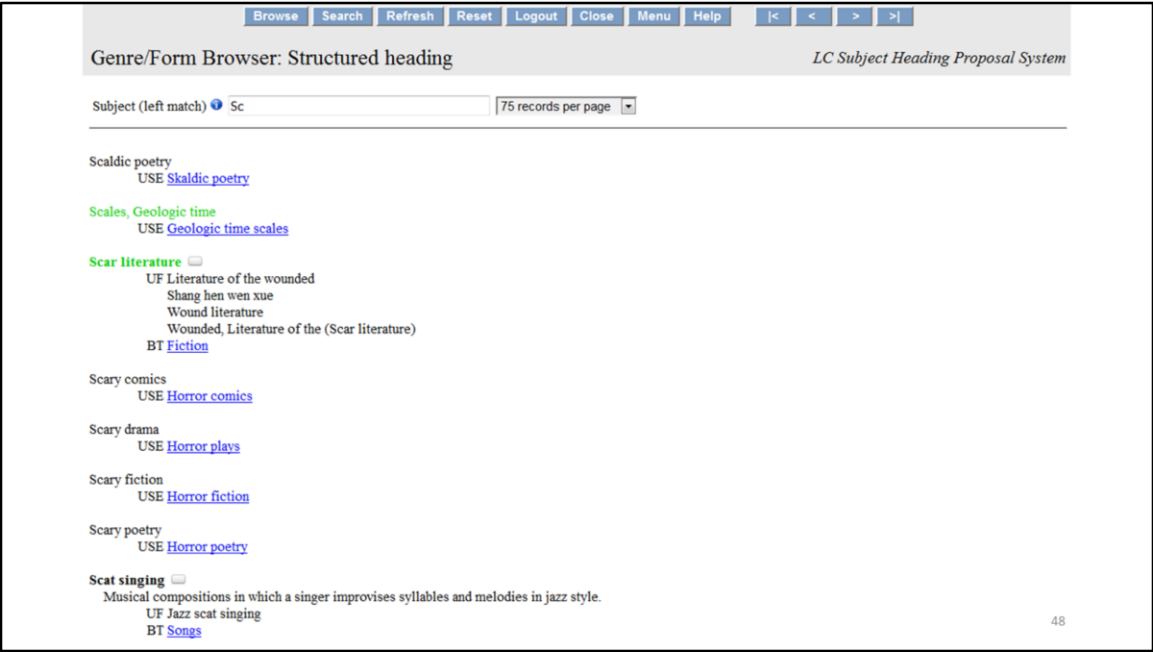 Browse Search Refresh Reset Logout Close Menu Help |< < > >|
Genre/Form Browser: Structured heading LC Subject Heading Proposal System
Subject (left match) Sc 75 records per page
Scaldic poetry
USE Skaldic poetry
Scales, Geologic time
USE Geologic time scales
Scar literature
UF Literature of the wounded
Shang hen wen xue
Wound literature
Wounded, Literature of the (Scar literature)
BT Fiction
Scary comics
USE Horror comics
Scary drama
USE Horror plays
Scary fiction
USE Horror fiction
Scary poetry
USE Horror poetry
Scat singing
Musical compositions in which a singer improvises syllables and melodies in jazz style.
UF Jazz scat singing
BT Songs
48